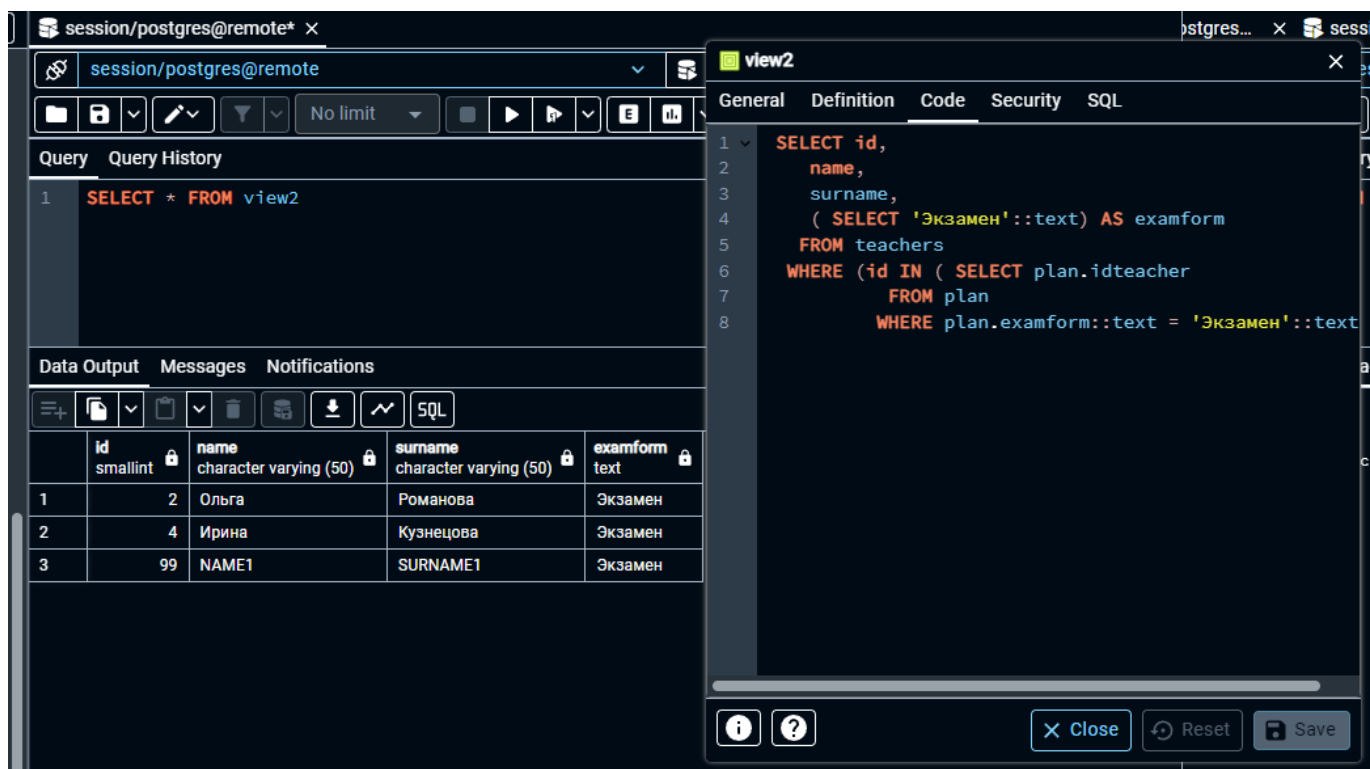 session/postgres@remote*
ostgres...
session/postgres@remote
No limit
Query Query History
1 SELECT * FROM view2
Data Output Messages Notifications
SQL
id smallint
name character varying (50)
surname character varying (50)
examform text
1 2 Ольга Романова Экзамен
2 4 Ирина Кузнецова Экзамен
3 99 NAME1 SURNAME1 Экзамен
view2
General Definition Code Security SQL
1 SELECT id,
2 name,
3 surname,
4 ( SELECT 'Экзамен'::text) AS examform
5 FROM teachers
6 WHERE (id IN ( SELECT plan.idteacher
7 FROM plan
8 WHERE plan.examform::text = 'Экзамен'::text
Close Reset Save